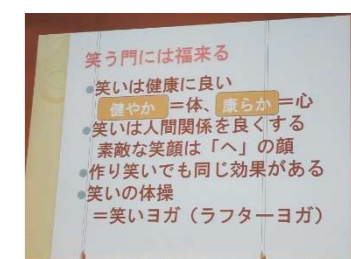 笑う門には福来る
●笑いは健康に良い
健やか ＝体、 康らか ＝心
●笑いは人間関係を良くする
素敵な笑顔は「へ」の顔
●作り笑いでも同じ効果がある
●笑いの体操
＝笑いヨガ（ラフターヨガ）